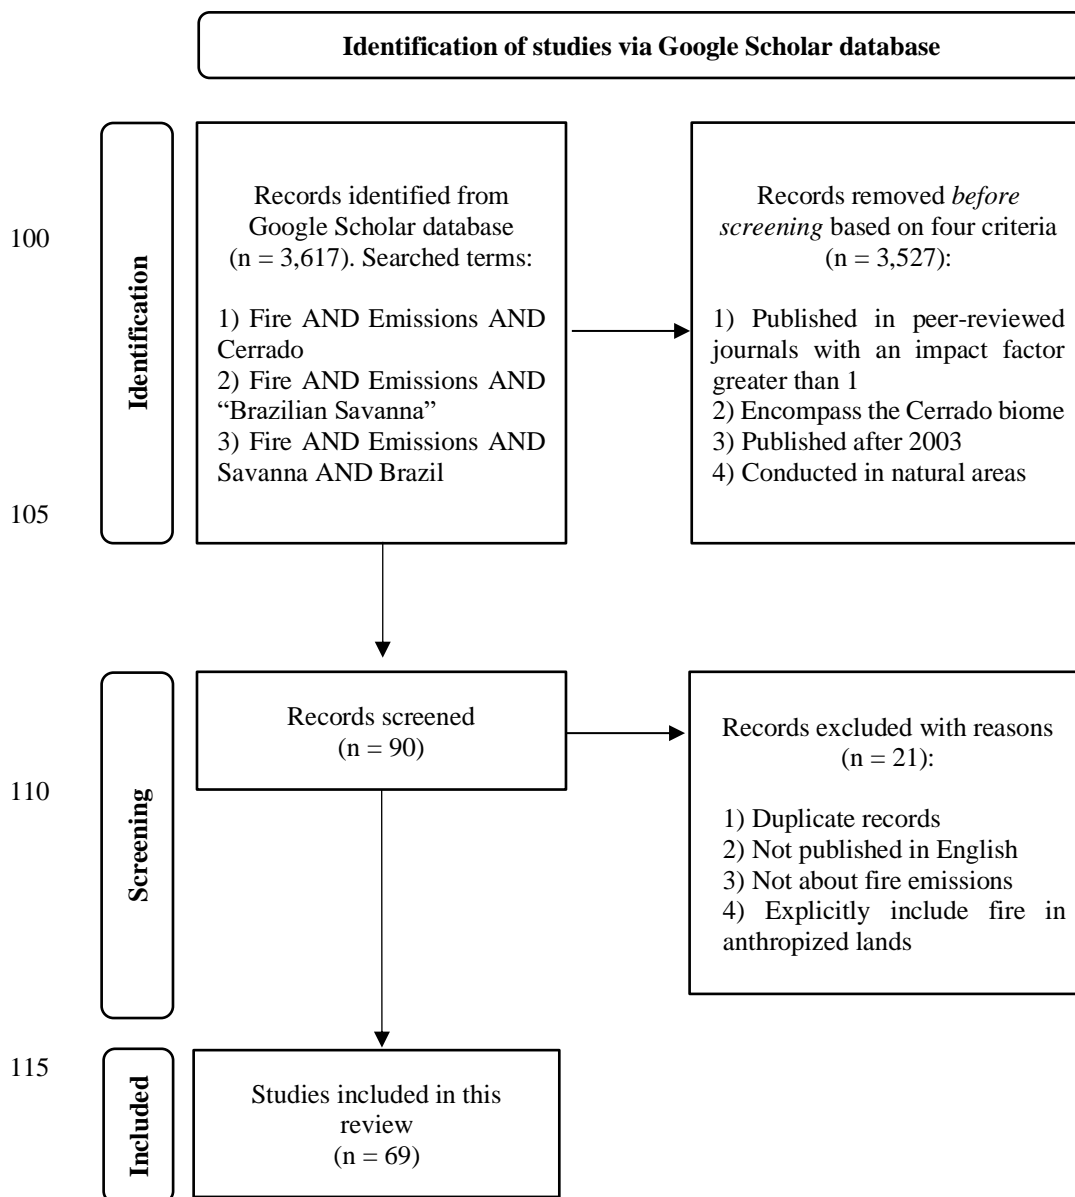 Identification of studies via Google Scholar database
Identification
Records identified from
Google Scholar database
(n = 3,617). Searched terms:
1) Fire AND Emissions AND
Cerrado
2) Fire AND Emissions AND
“Brazilian Savanna”
3) Fire AND Emissions AND
Savanna AND Brazil
Records removed before
screening based on four criteria
(n = 3,527):
1) Published in peer-reviewed
journals with an impact factor
greater than 1
2) Encompass the Cerrado biome
3) Published after 2003
4) Conducted in natural areas
100
105
Screening
Records screened
(n = 90)
Records excluded with reasons
(n = 21):
1) Duplicate records
2) Not published in English
3) Not about fire emissions
4) Explicitly include fire in
anthropized lands
110
Included
Studies included in this
review
(n = 69)
115